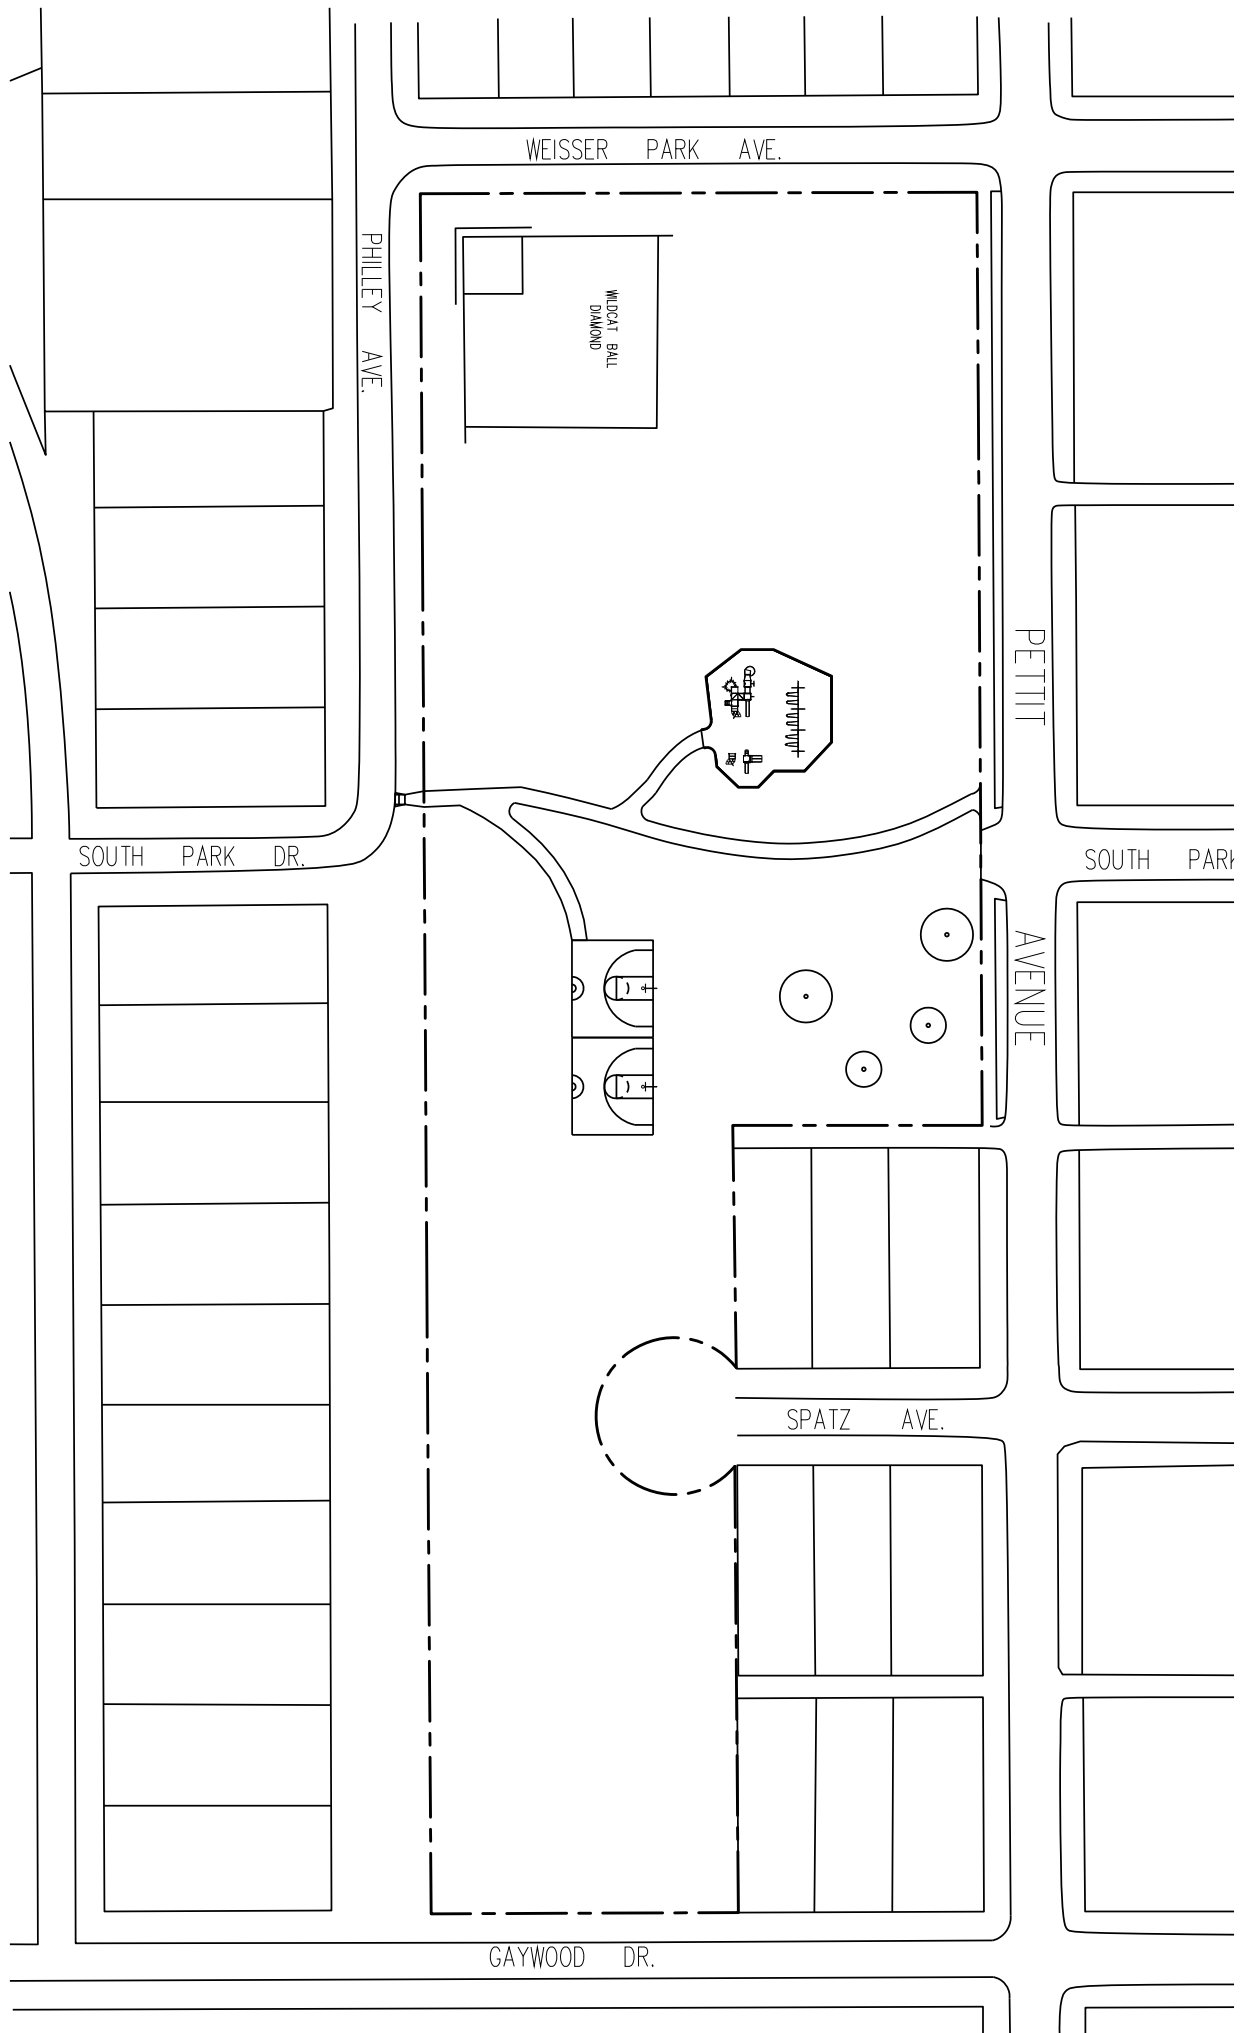 WEISSER PARK AVE.
PHILLEY AVE.
WILDCAT BALL
DIAMOND
PETTIT AVENUE
SOUTH PARK DR.
SOUTH PARK
SPATZ AVE.
GAYWOOD DR.